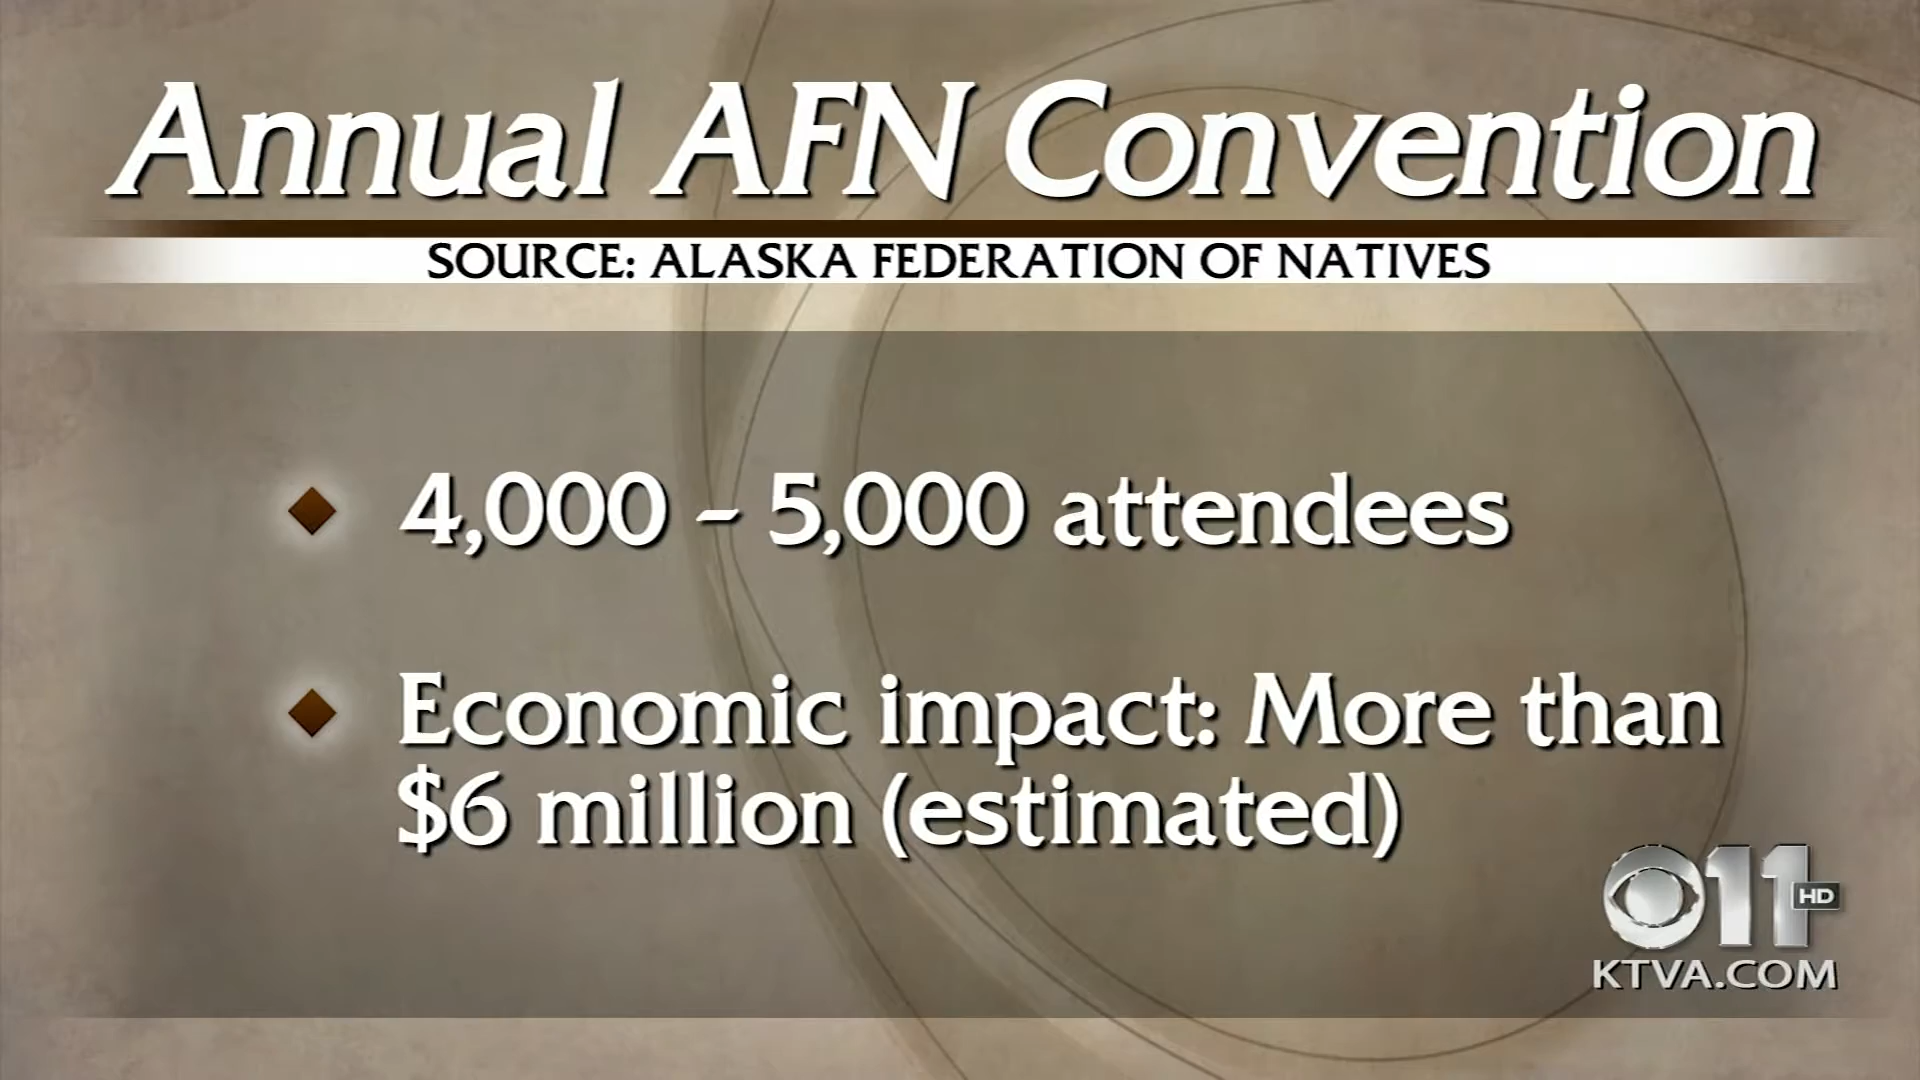 Annual AFN Convention
SOURCE: ALASKA FEDERATION OF NATIVES
4,000 - 5,000 attendees
Economic impact: More than
$6 million (estimated)
11
HD
KTVA.COM